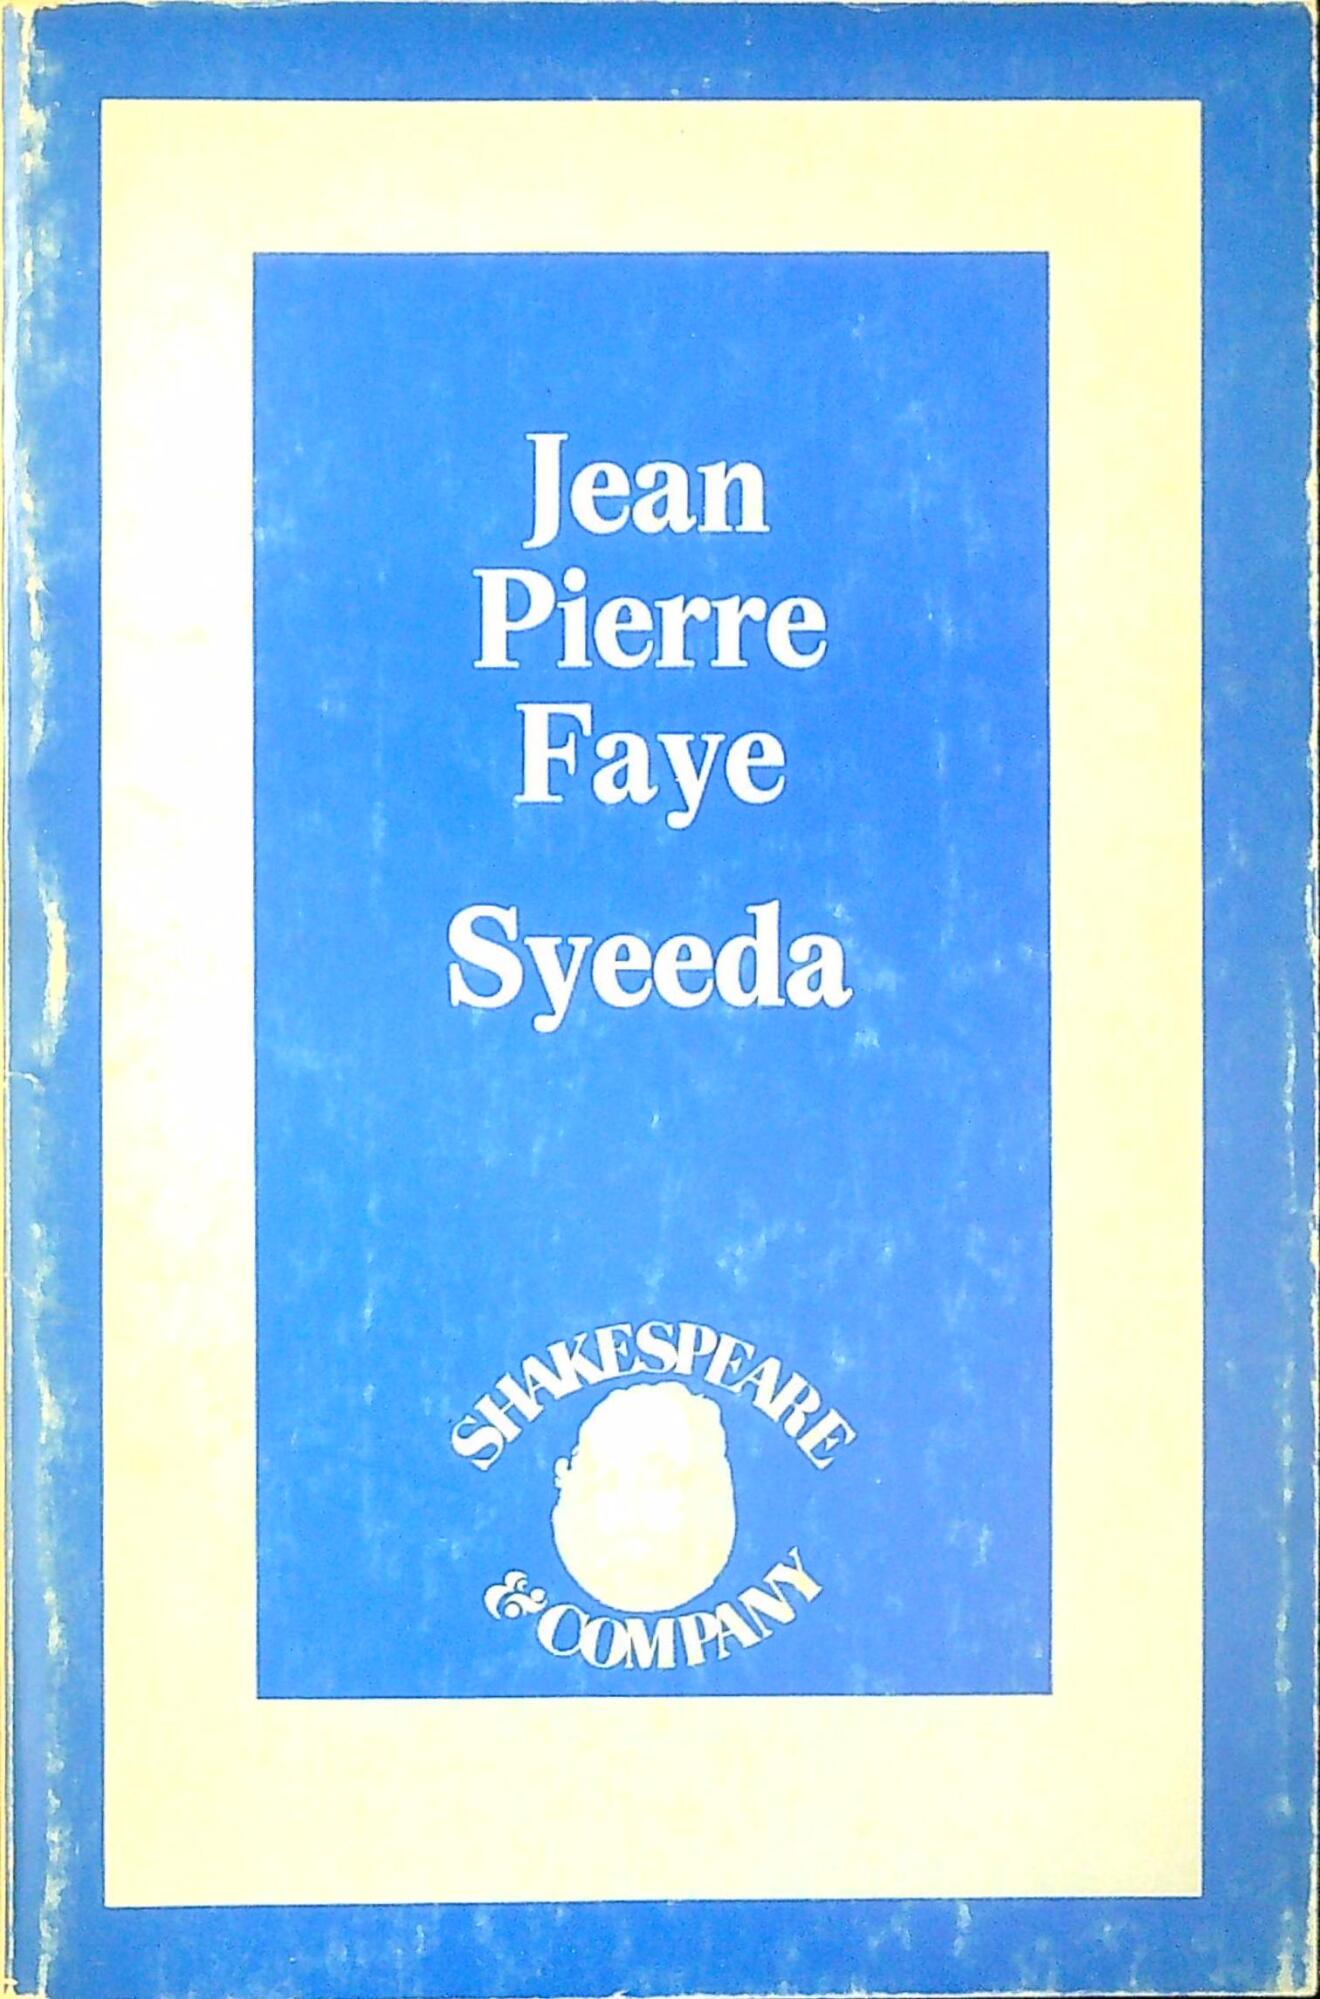 Jean
Pierre
Faye
Syeeda
SHAKESPEARE
& COMPANY